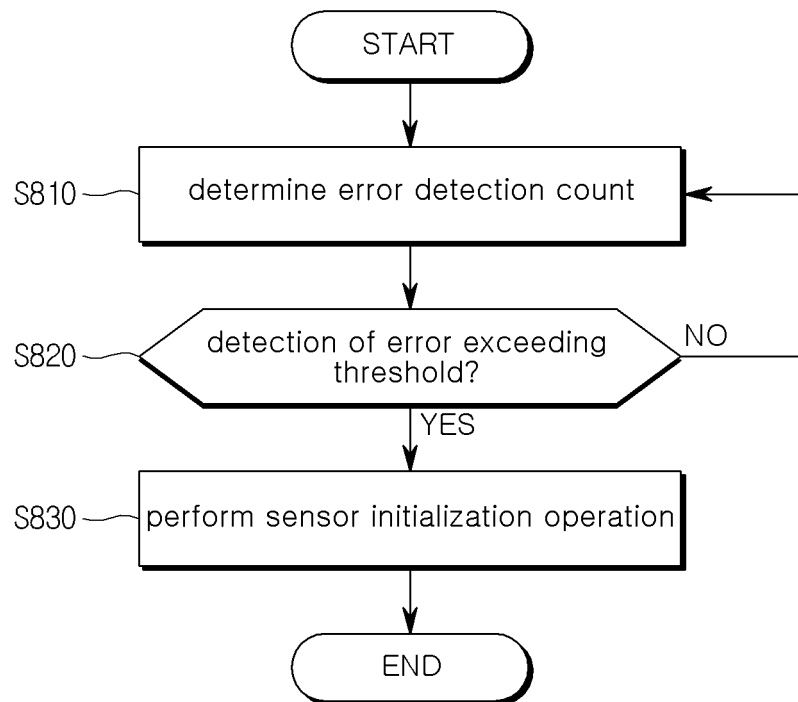 START
S810
determine error detection count
S820
detection of error exceeding
threshold?
NO
YES
S830
perform sensor initialization operation
END